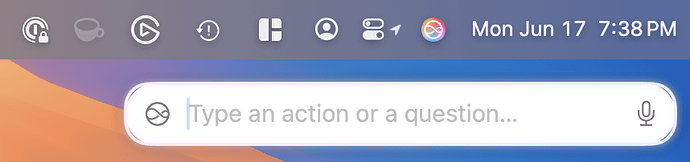 Mon Jun 17 7:38 PM
Type an action or a question...